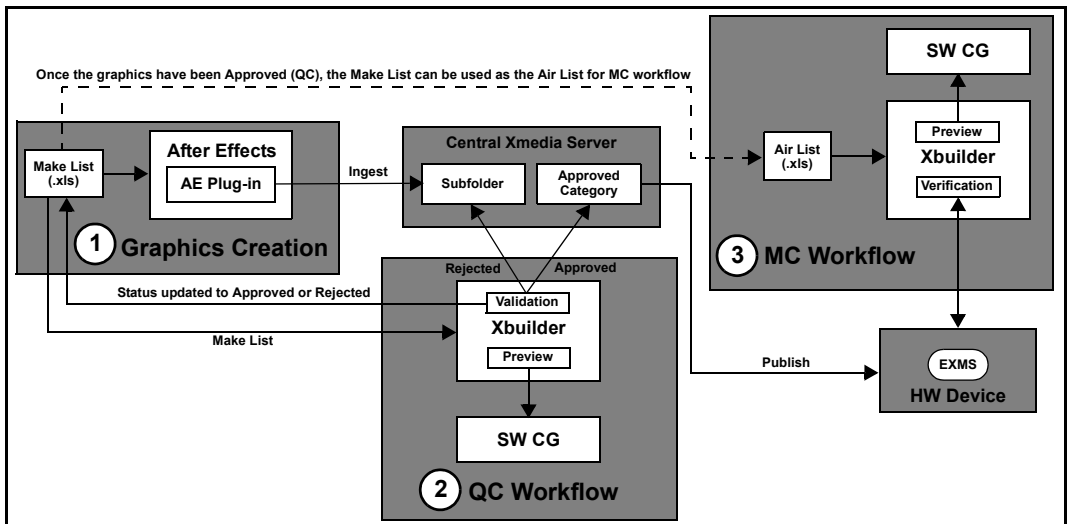 Once the graphics have been Approved (QC), the Make List can be used as the Air List for MC workflow
Make List
(.xls)
After Effects
AE Plug-in
1
Graphics Creation
Ingest
Central Xmedia Server
Subfolder
Approved
Category
Rejected
Approved
Status updated to Approved or Rejected
Make List
Validation
Xbuilder
Preview
SW CG
2
QC Workflow
SW CG
Air List
(.xls)
Preview
Xbuilder
Verification
3
MC Workflow
Publish
EXMS
HW Device